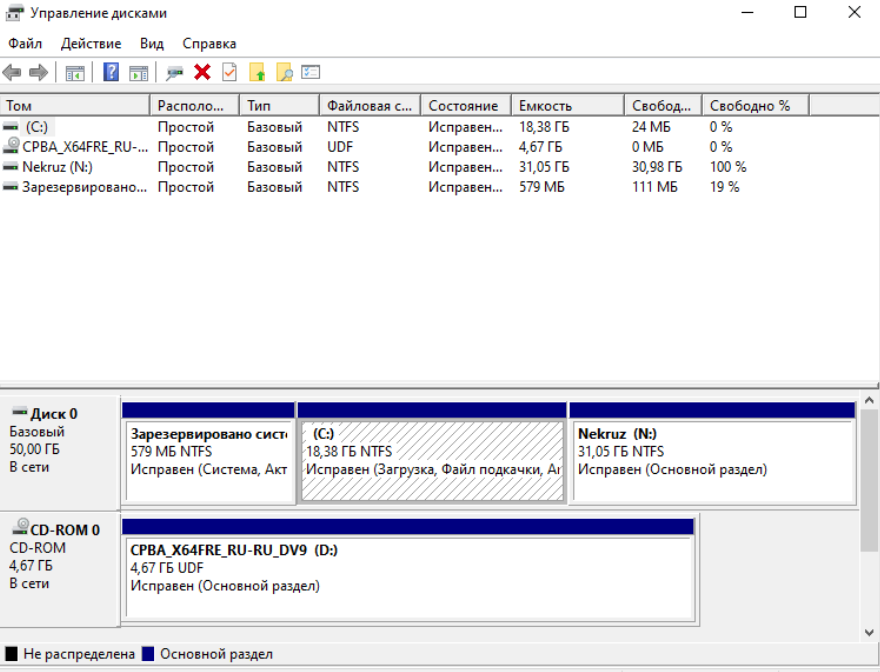 Управление дисками
Файл Действие Вид Справка
Том Располо... Тип Файловая с... Состояние Емкость Свобод... Свободно %
(C:) Простой Базовый NTFS Исправен... 18,38 ГБ 24 МБ 0 %
CPBA_X64FRE_RU-... Простой Базовый UDF Исправен... 4,67 ГБ 0 МБ 0 %
Nekruz (N:) Простой Базовый NTFS Исправен... 31,05 ГБ 30,98 ГБ 100 %
Зарезервировано... Простой Базовый NTFS Исправен... 579 МБ 111 МБ 19 %
Диск 0
Базовый
50,00 ГБ
В сети
Зарезервировано систе
579 МБ NTFS
Исправен (Система, Акт
(C:)
18,38 ГБ NTFS
Исправен (Загрузка, Файл подкачки, Ав
Nekruz (N:)
31,05 ГБ NTFS
Исправен (Основной раздел)
CD-ROM 0
CD-ROM
4,67 ГБ
В сети
CPBA_X64FRE_RU-RU_DV9 (D:)
4,67 ГБ UDF
Исправен (Основной раздел)
Не распределена Основной раздел